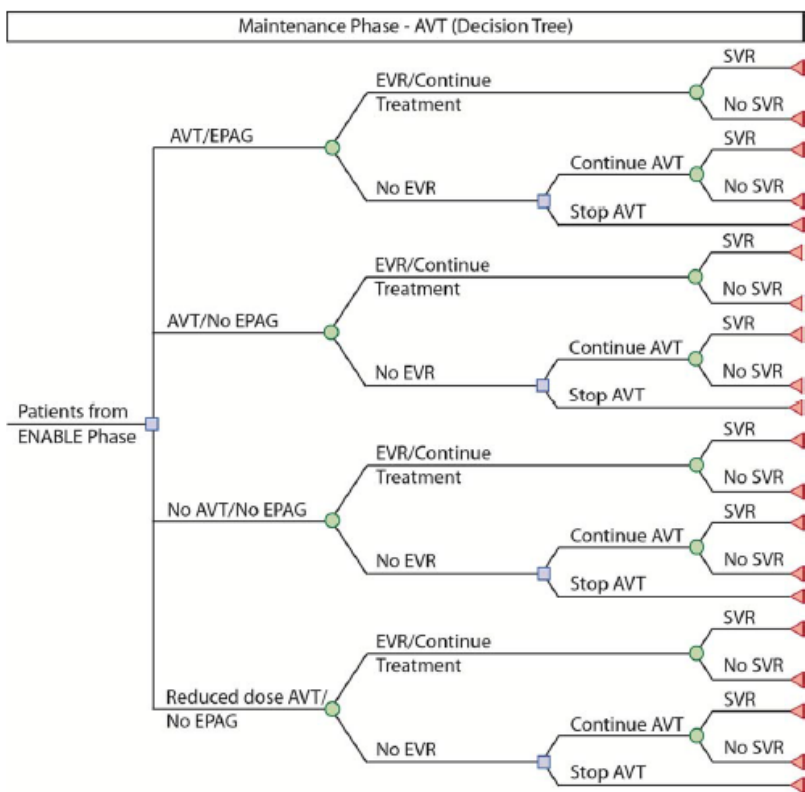 Maintenance Phase - AVT (Decision Tree)
SVR
EVR/Continue
Treatment
No SVR
AVT/EPAG
SVR
Continue AVT
No EVR
No SVR
Stop AVT
SVR
EVR/Continue
Treatment
No SVR
AVT/No EPAG
SVR
Continue AVT
No EVR
No SVR
Stop AVT
Patients from
ENABLE Phase
SVR
EVR/Continue
Treatment
No SVR
No AVT/No EPAG
SVR
Continue AVT
No EVR
No SVR
Stop AVT
SVR
EVR/Continue
Treatment
No SVR
Reduced dose AVT/
No EPAG
SVR
Continue AVT
No EVR
No SVR
Stop AVT